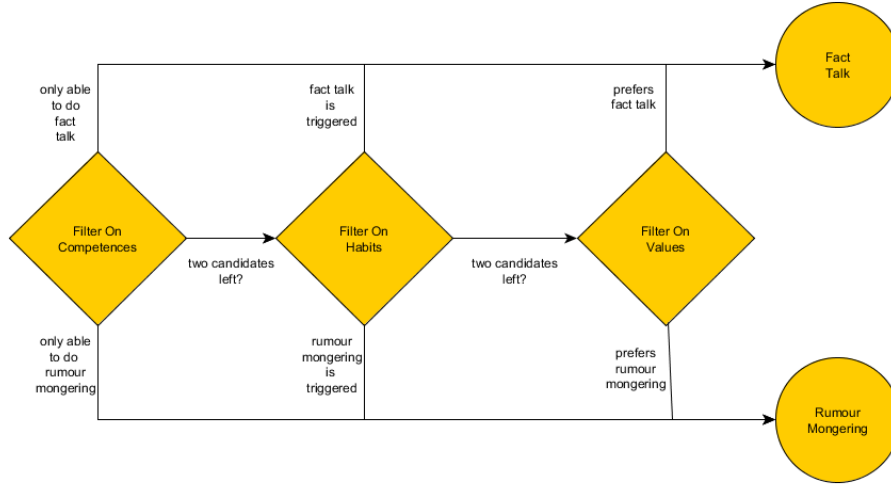 Fact
Talk
only able
to do
fact
talk
fact talk
is
triggered
prefers
fact talk
Filter On
Competences
two candidates
left?
Filter On
Habits
two candidates
left?
Filter On
Values
only able
to do
rumour
mongering
rumour
mongering
is
triggered
prefers
rumour
mongering
Rumour
Mongering